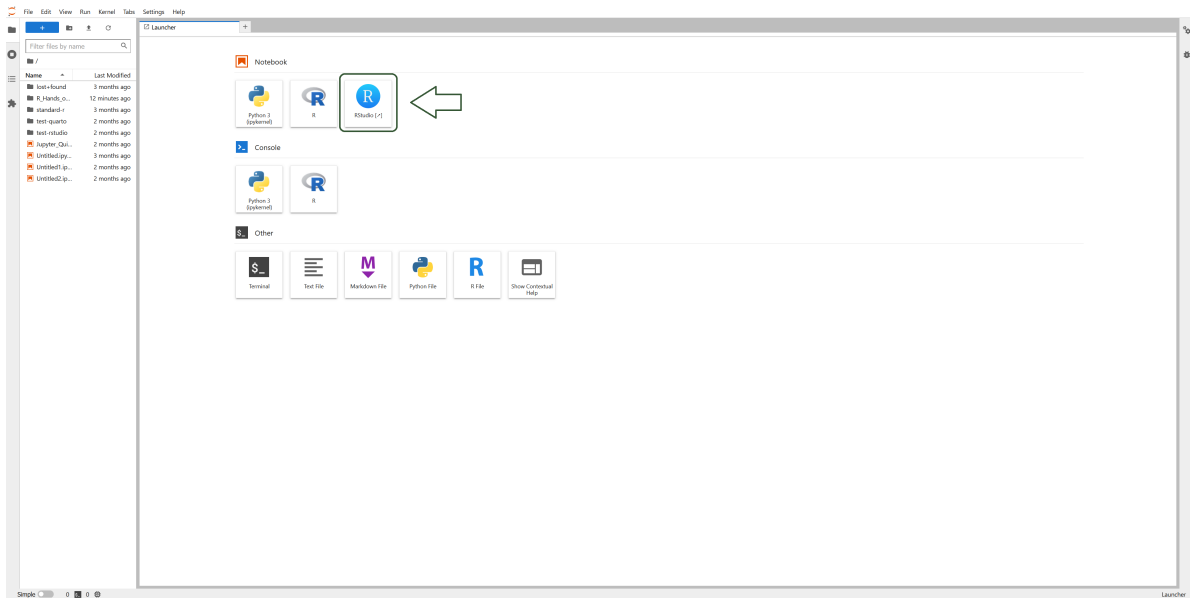 File Edit View Run Kernel Tabs Settings Help
+
Launcher
+
Filter files by name
/
Name Last Modified
lost+found 3 months ago
R_Hands_o... 12 minutes ago
standard-r 3 months ago
test-quarto 2 months ago
test-rstudio 2 months ago
Jupyter_Qui... 2 months ago
Untitled.ipy... 3 months ago
Untitled1.ip... 2 months ago
Untitled2.ip... 2 months ago
Notebook
Python 3
(ipykernel)
R
R
R
RStudio [↗]
>_ Console
Python 3
(ipykernel)
R
R
$_ Other
$_
Terminal
Text File
M
Markdown File
Python File
R
R File
Show Contextual
Help
Simple 0 $_ 0
Launcher